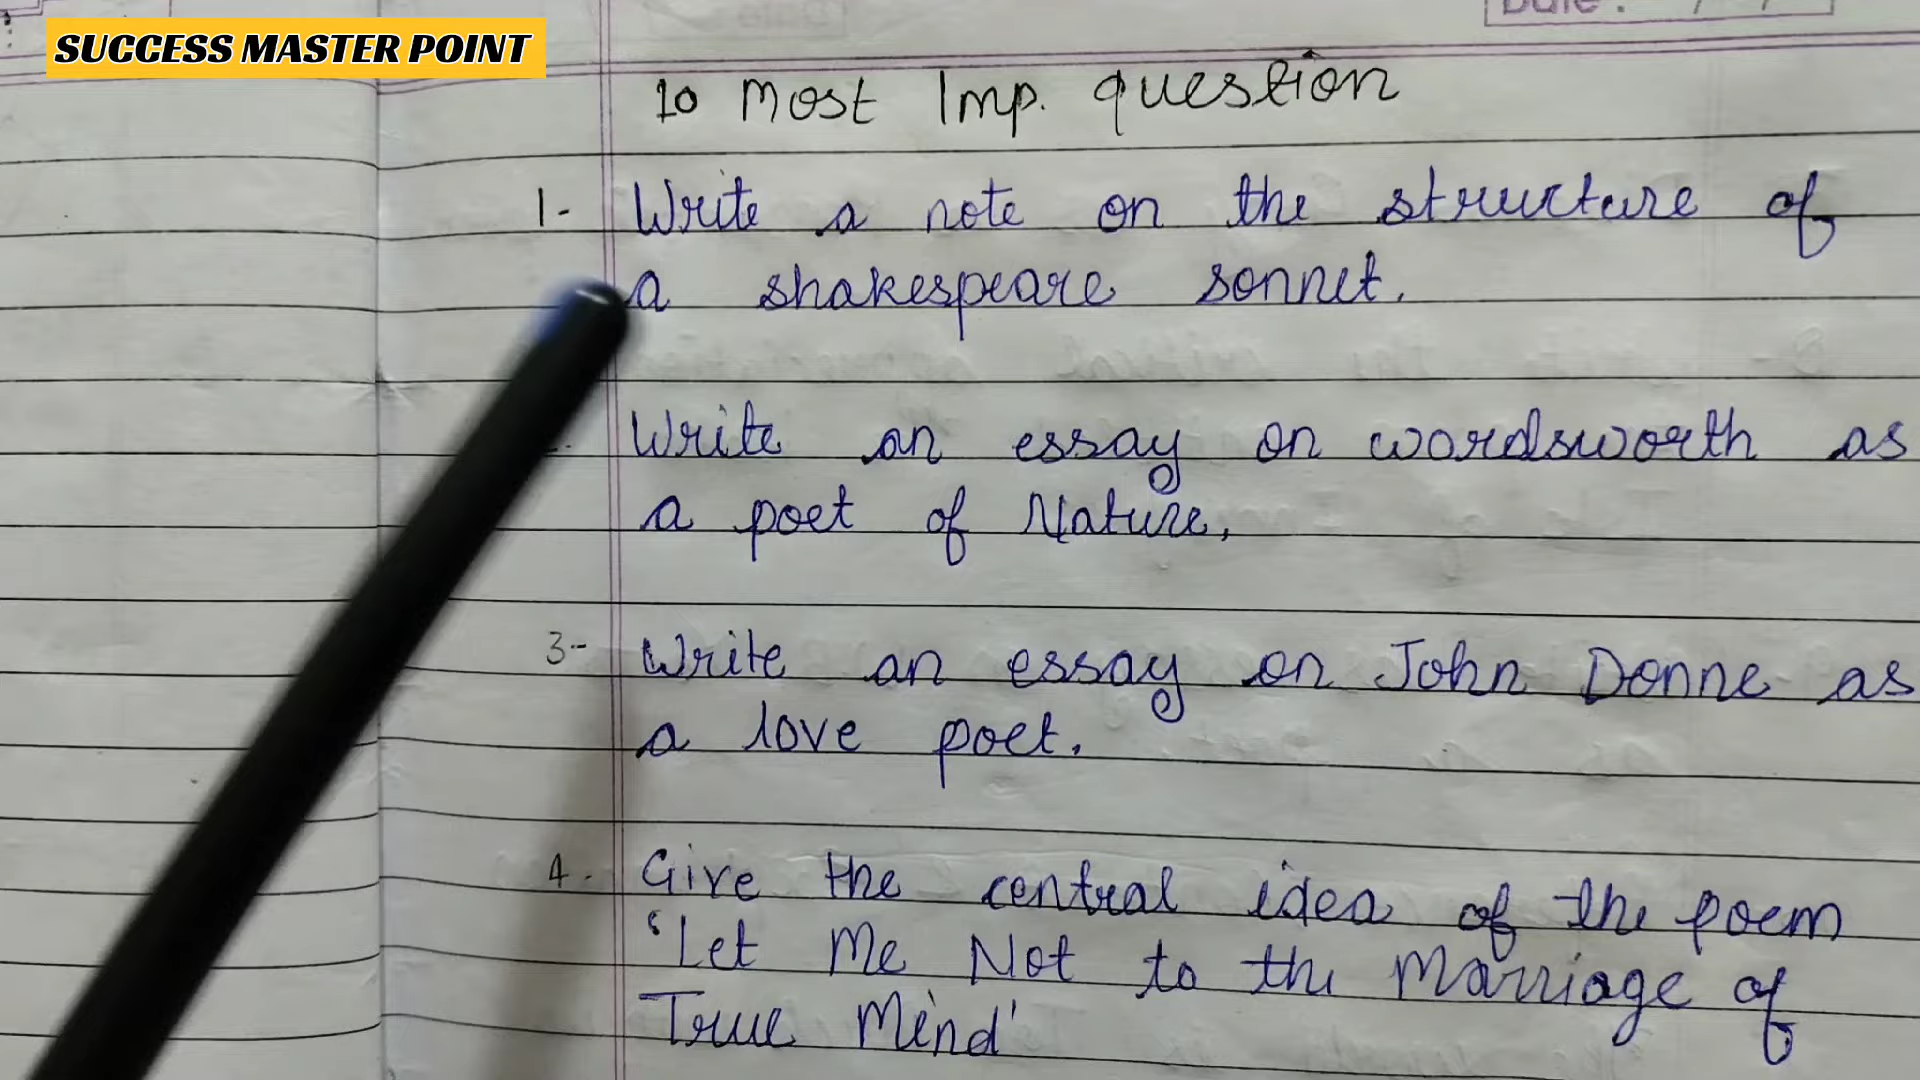 SUCCESS MASTER POINT
Date :
10 Most Imp. question
1- Write a note on the structure of
a shakespeare sonnet.
Write an essay on wordsworth as
a poet of Nature,
3- Write an essay on John Donne as
a love poet.
4. Give the central idea of the poem
'Let Me Not to the Marriage of
True Mind'